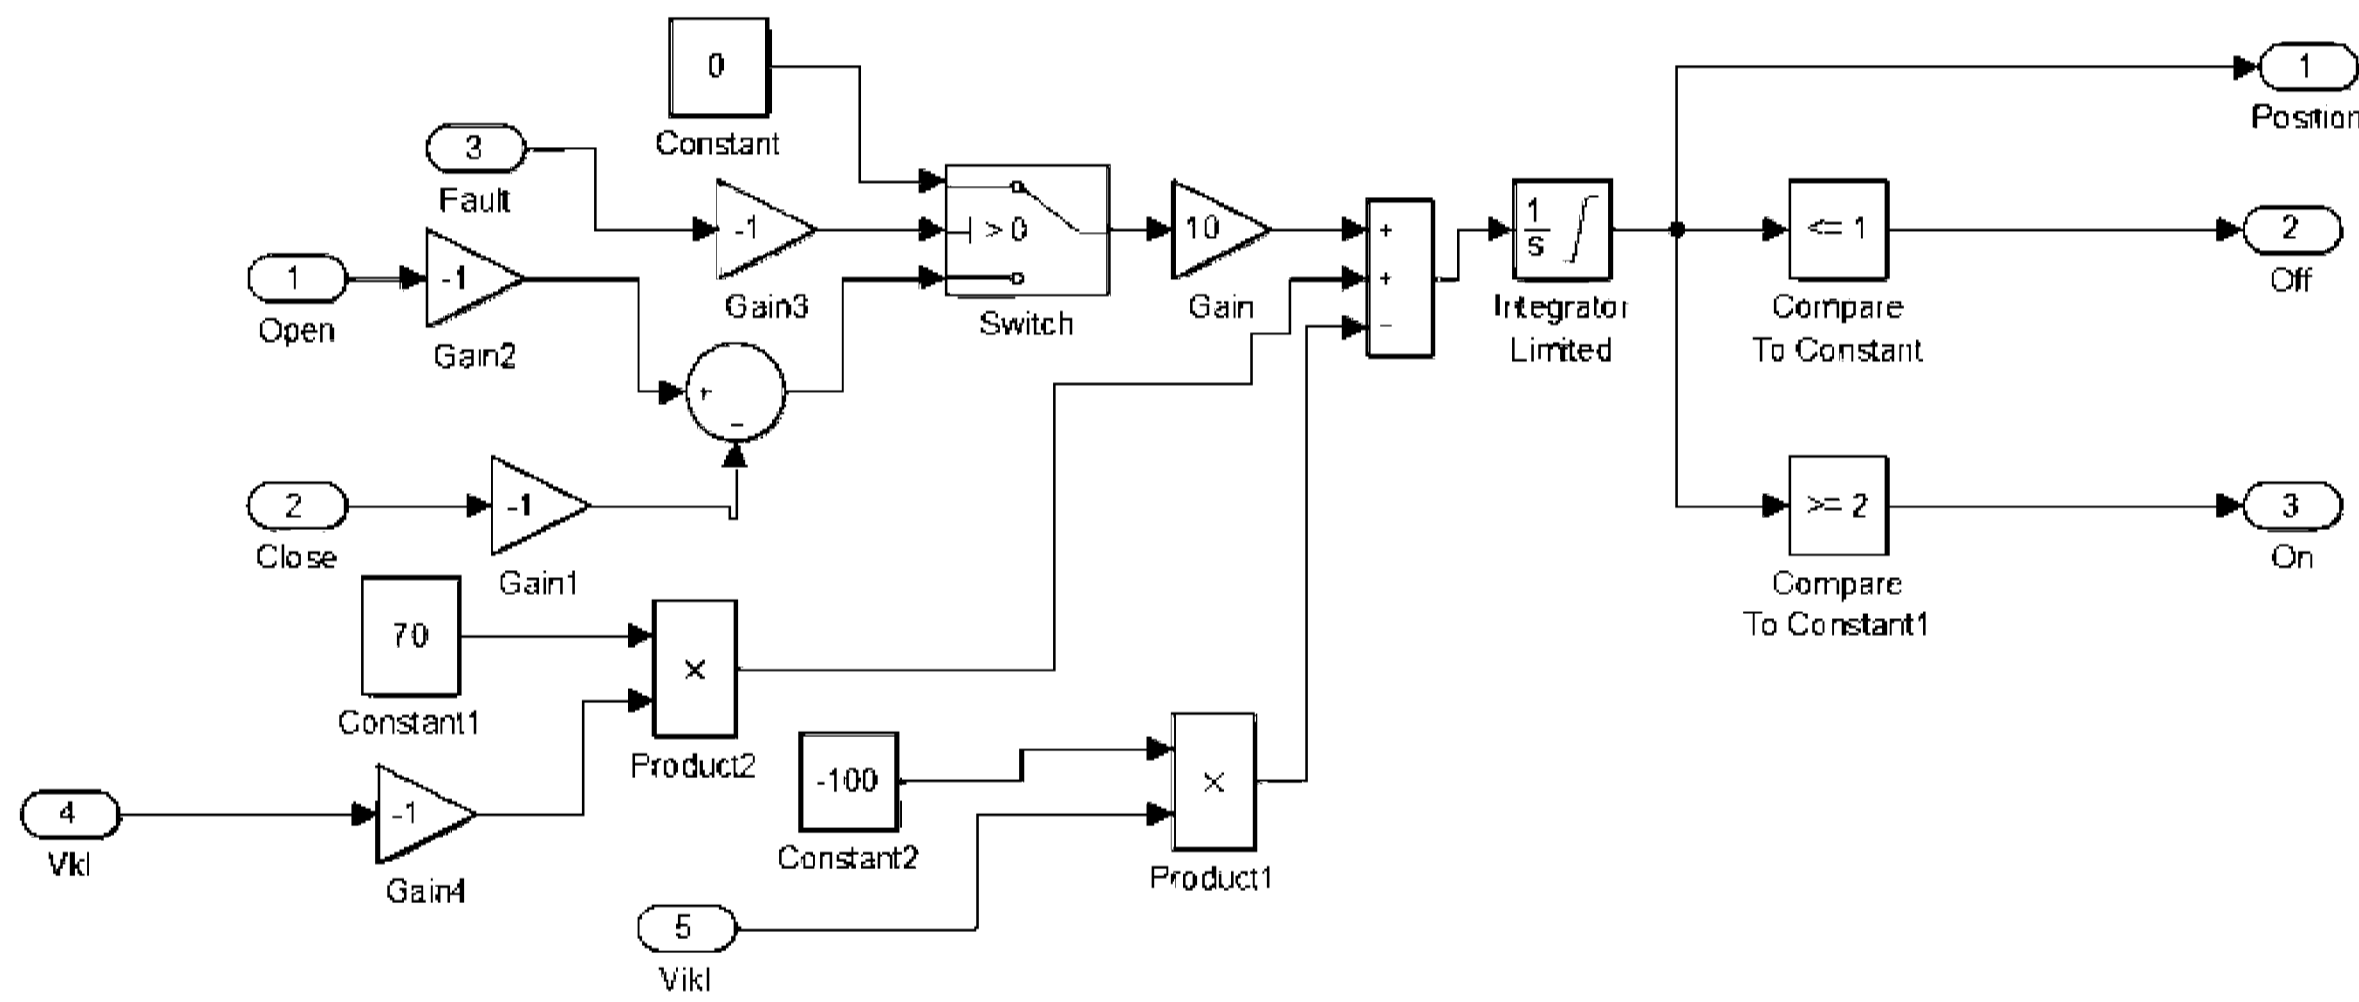 0
Constant
1
Position
3
Fault
-1
Gain3
> 0
Switch
10
Gain
+
+
−
1
s
Integrator
Limited
<= 1
Compare
To Constant
2
Off
1
Open
-1
Gain2
+
−
2
Close
-1
Gain1
>= 2
Compare
To Constant1
3
On
70
Constant1
×
Product2
4
Vkl
-1
Gain4
-100
Constant2
×
Product1
5
Vikl